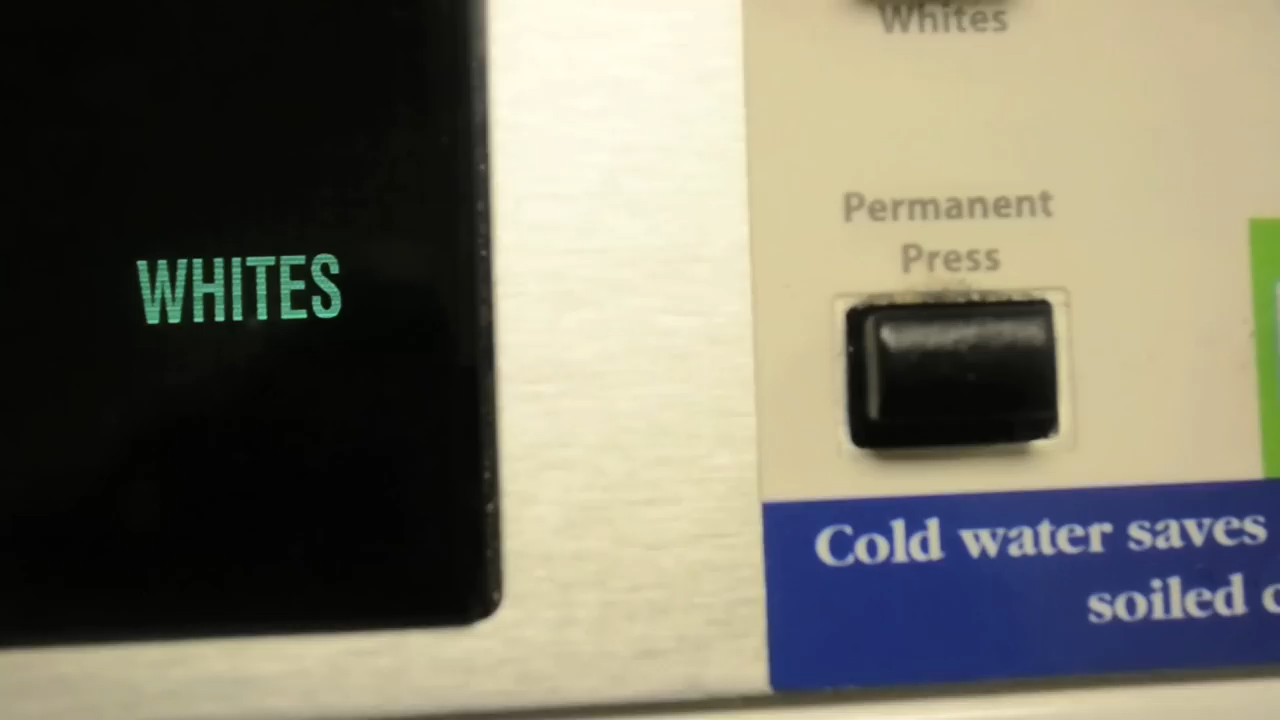 Whites
Permanent
Press
WHITES
Cold water saves
soiled